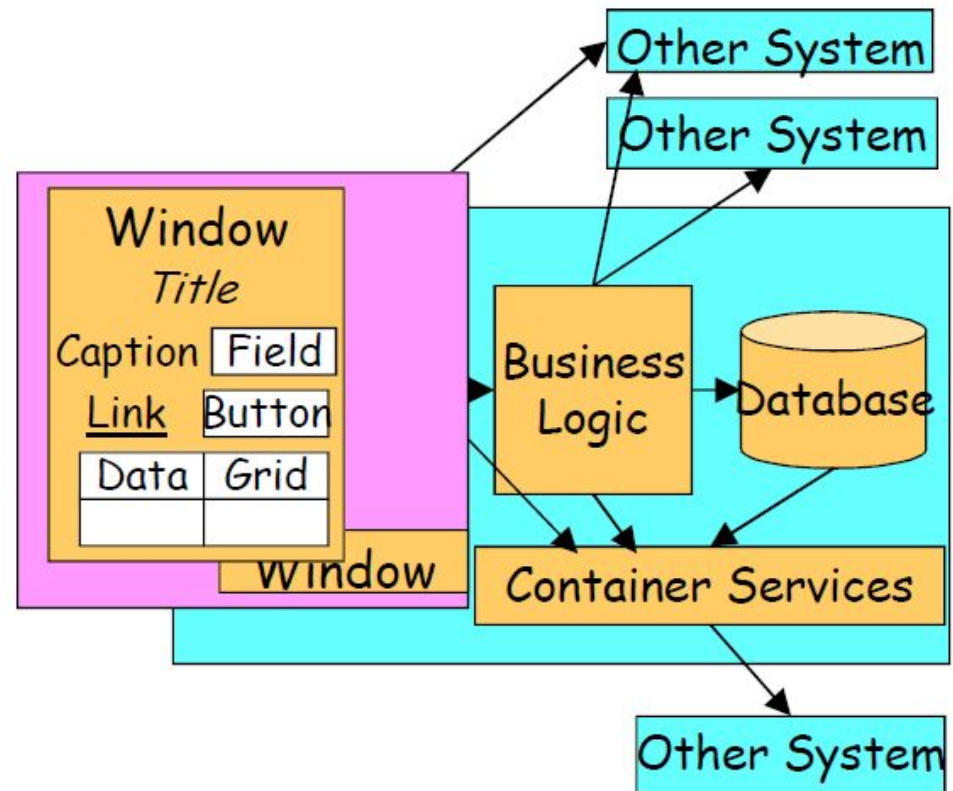 Other System
Other System
Window
Title
Caption Field
Link Button
Data Grid
Window
Business
Logic
Database
Container Services
Other System